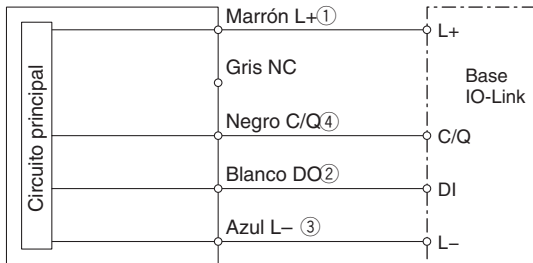 Circuito principal
Marrón L+①
Gris NC
Negro C/Q④
Blanco DO②
Azul L– ③
L+
Base
IO-Link
C/Q
DI
L–